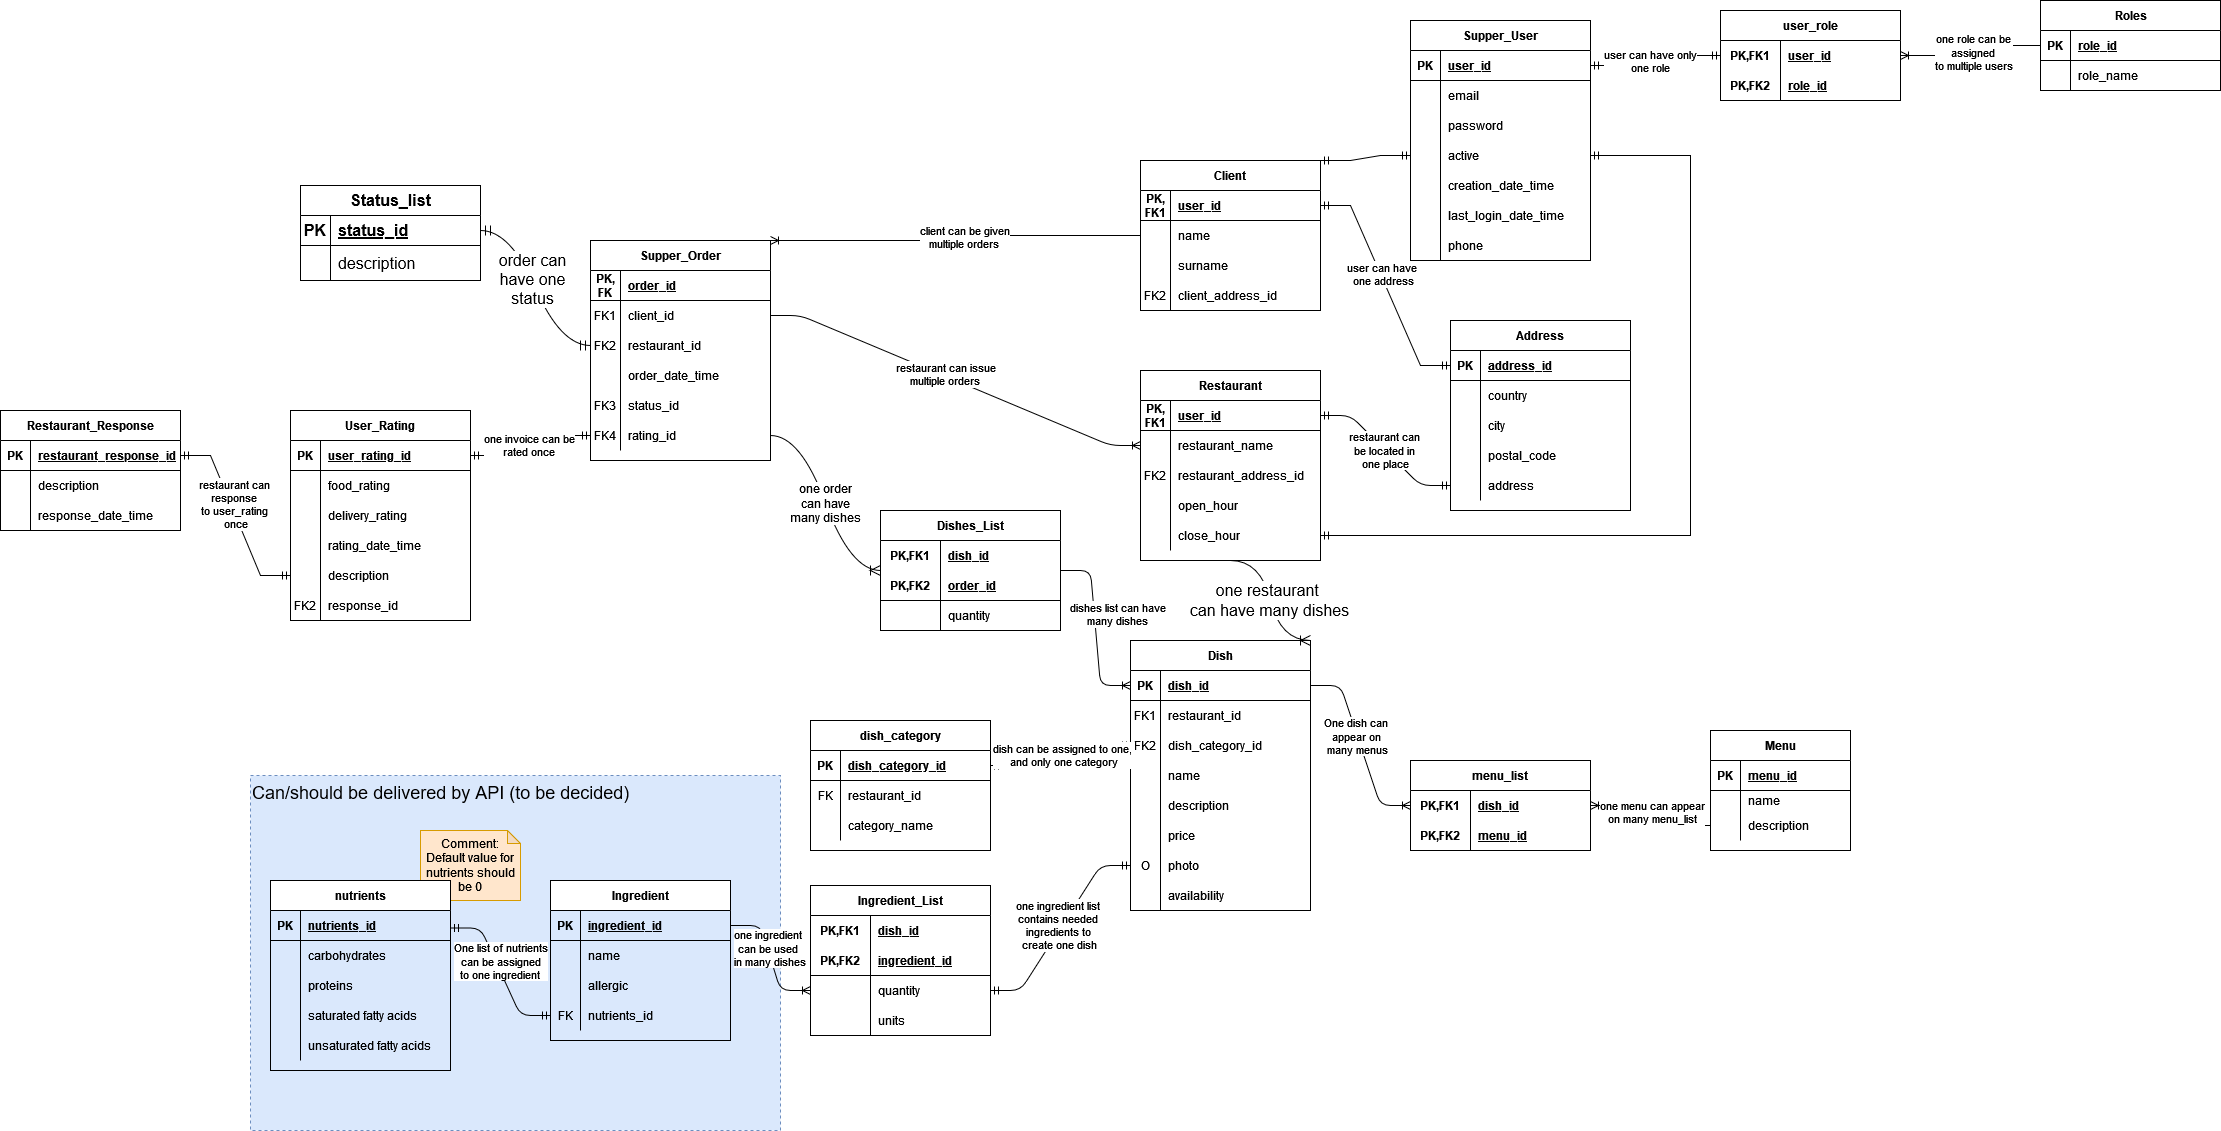 Roles
PK role_id
role_name
user_role
PK,FK1 user_id
PK,FK2 role_id
one role can be
assigned
to multiple users
Supper_User
PK user_id
email
password
active
creation_date_time
last_login_date_time
phone
user can have only
one role
Client
PK,
FK1 user_id
name
surname
FK2 client_address_id
Status_list
PK status_id
description
order can
have one
status
Supper_Order
PK,
FK order_id
FK1 client_id
FK2 restaurant_id
order_date_time
FK3 status_id
FK4 rating_id
client can be given
multiple orders
user can have
one address
Address
PK address_id
country
city
postal_code
address
restaurant can issue
multiple orders
Restaurant
PK,
FK1 user_id
restaurant_name
FK2 restaurant_address_id
open_hour
close_hour
restaurant can
be located in
one place
Restaurant_Response
PK restaurant_response_id
description
response_date_time
restaurant can
response
to user_rating
once
User_Rating
PK user_rating_id
food_rating
delivery_rating
rating_date_time
description
FK2 response_id
one invoice can be
rated once
one order
can have
many dishes
Dishes_List
PK,FK1 dish_id
PK,FK2 order_id
quantity
dishes list can have
many dishes
one restaurant
can have many dishes
Dish
PK dish_id
FK1 restaurant_id
FK2 dish_category_id
name
description
price
O photo
availability
One dish can
appear on
many menus
menu_list
PK,FK1 dish_id
PK,FK2 menu_id
one menu can appear
on many menu_list
Menu
PK menu_id
name
description
dish_category
PK dish_category_id
FK restaurant_id
category_name
dish can be assigned to one
and only one category
Can/should be delivered by API (to be decided)
Comment:
Default value for
nutrients should
be 0
nutrients
PK nutrients_id
carbohydrates
proteins
saturated fatty acids
unsaturated fatty acids
One list of nutrients
can be assigned
to one ingredient
Ingredient
PK ingredient_id
name
allergic
FK nutrients_id
one ingredient
can be used
in many dishes
Ingredient_List
PK,FK1 dish_id
PK,FK2 ingredient_id
quantity
units
one ingredient list
contains needed
ingredients to
create one dish